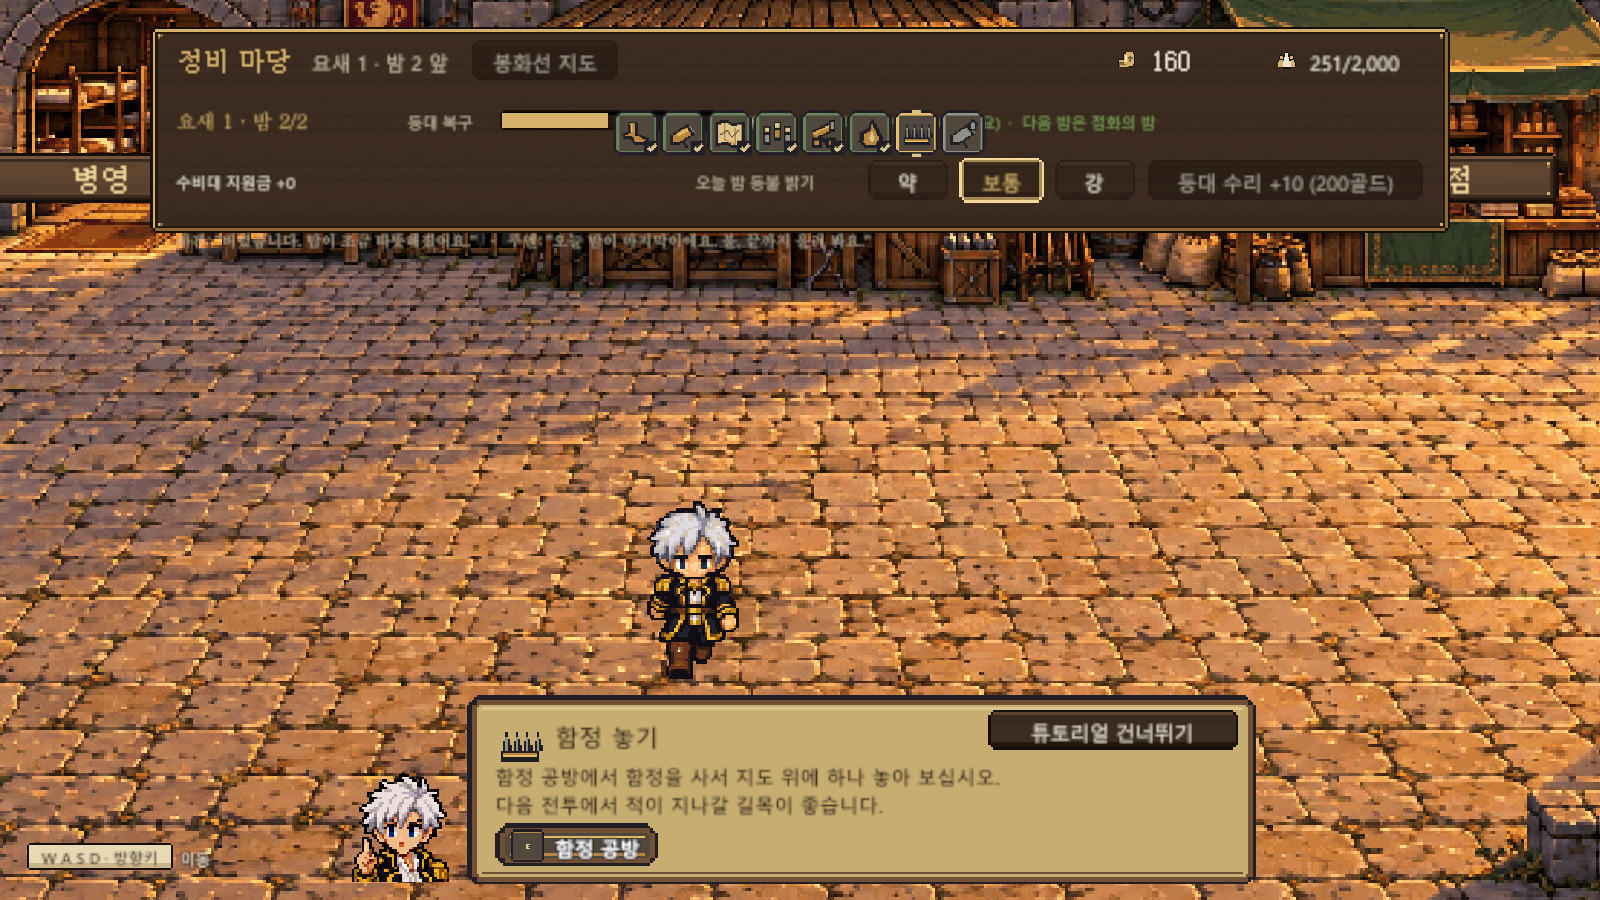 정비 마당 요새 1 · 밤 2 앞 봉화선 지도 160 251/2,000
요새 1 · 밤 2/2 등대 복구 2) · 다음 밤은 점화의 밤
병영
점
수비대 지원금 +0 오늘 밤 등불 밝기 약 보통 강 등대 수리 +10 (200골드)
함정 놓기 튜토리얼 건너뛰기
함정 공방에서 함정을 사서 지도 위에 하나 놓아 보십시오.
다음 전투에서 적이 지나갈 길목이 좋습니다.
함정 공방
W A S D · 방향키 이동